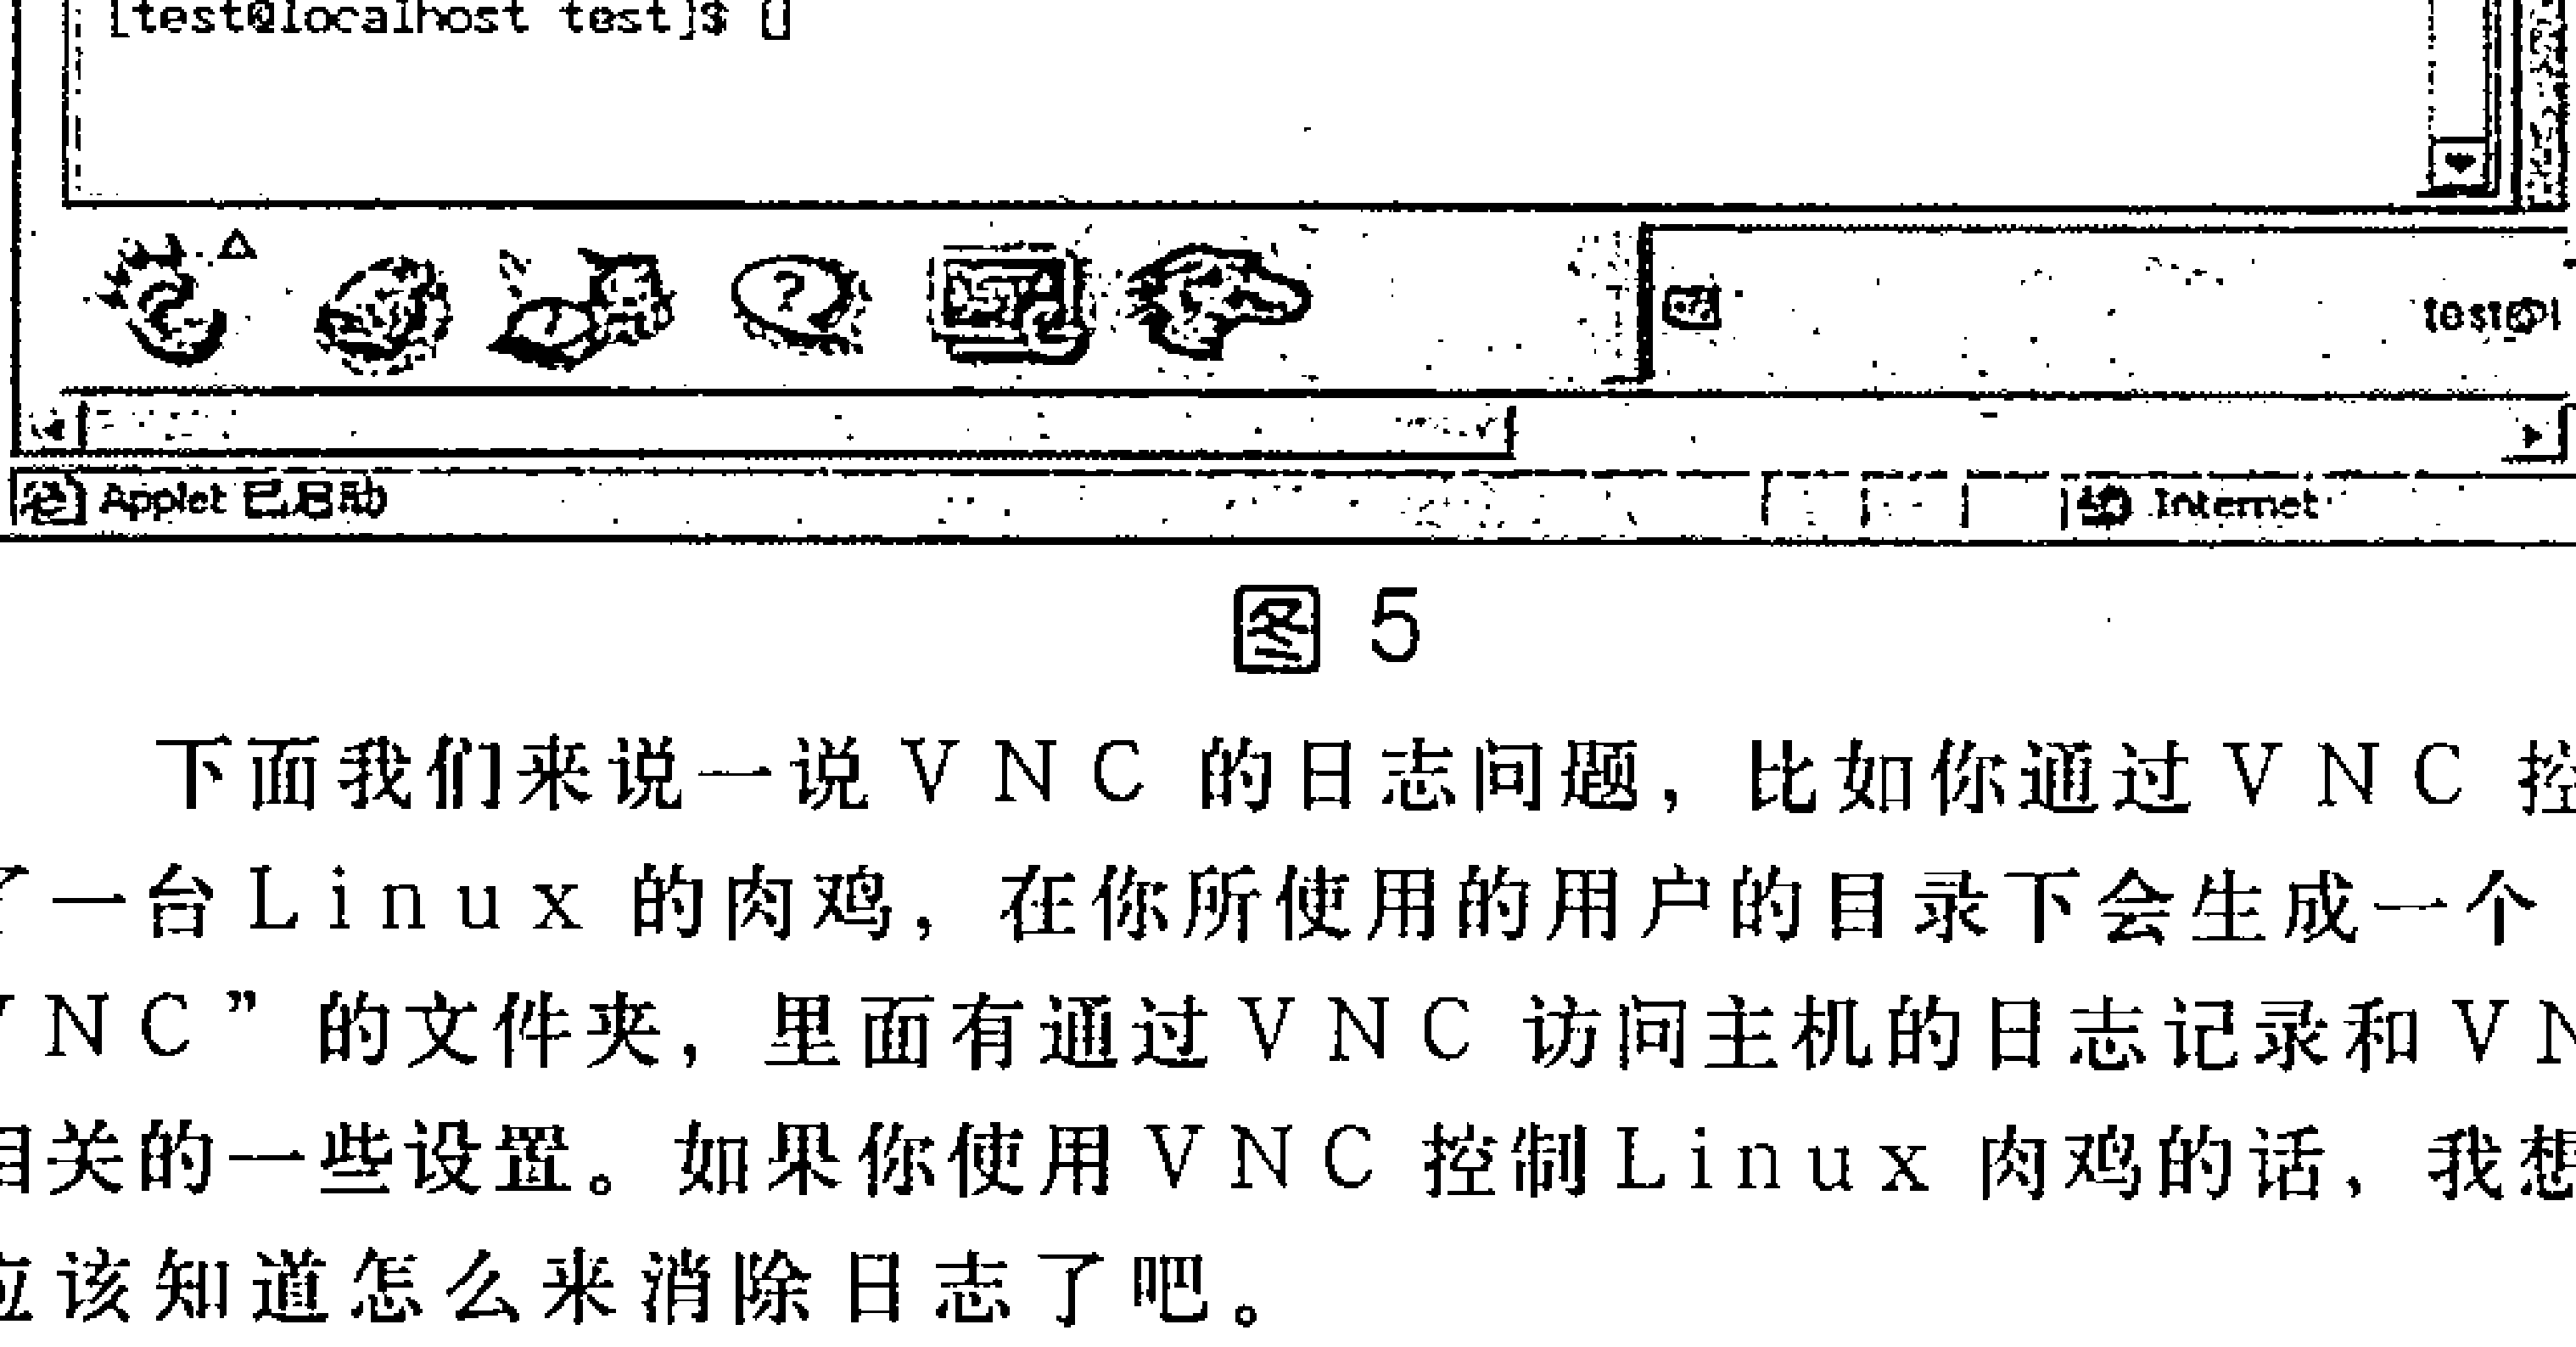 [test@localhost test]$ []
test@l
Applet 已启动 Internet
图 5
下面我们来说一说VNC 的日志问题，比如你通过VNC 控
了一台Linux 的肉鸡，在你所使用的用户的目录下会生成一个
VNC”的文件夹，里面有通过VNC 访问主机的日志记录和VN
相关的一些设置。如果你使用VNC 控制Linux 肉鸡的话，我想
应该知道怎么来消除日志了吧。